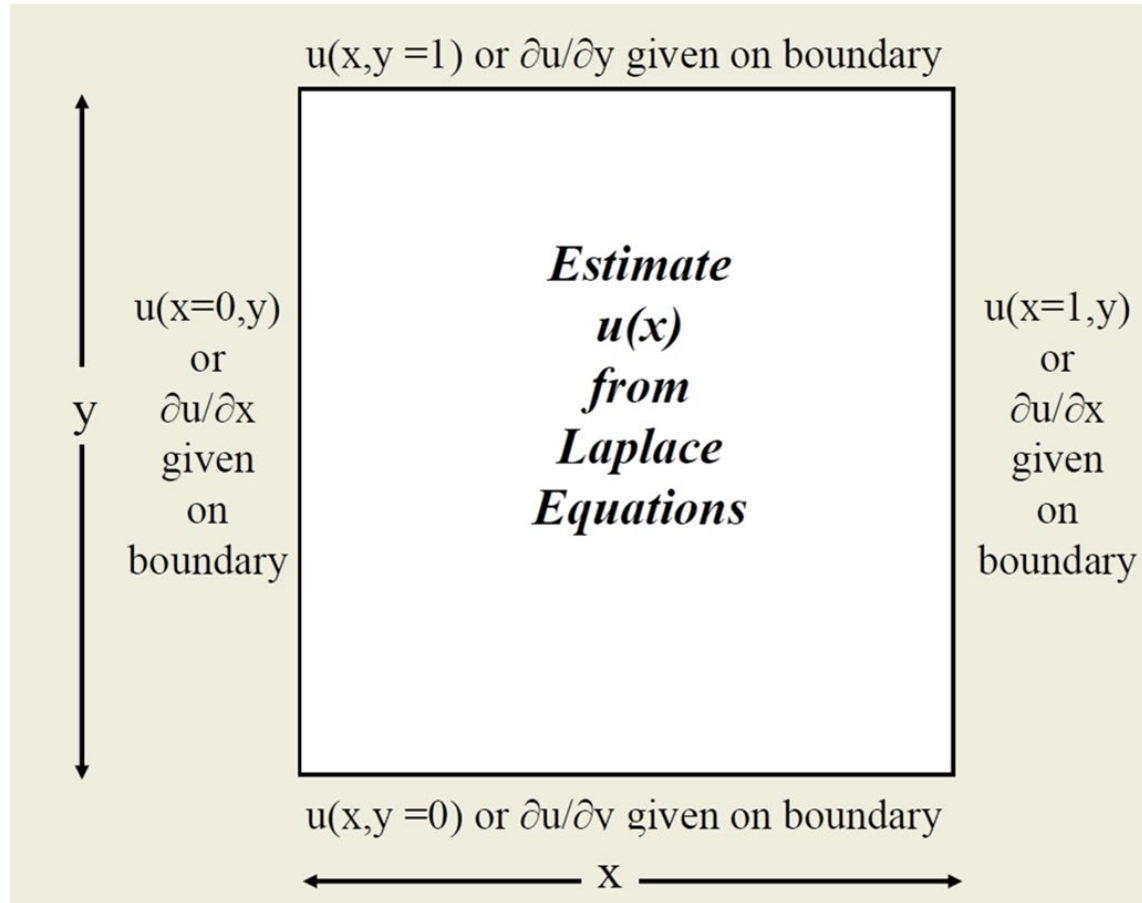 u(x,y =1) or ∂u/∂y given on boundary
Estimate
u(x)
from
Laplace
Equations
u(x=0,y)
or
∂u/∂x
given
on
boundary
u(x=1,y)
or
∂u/∂x
given
on
boundary
y
u(x,y =0) or ∂u/∂y given on boundary
x